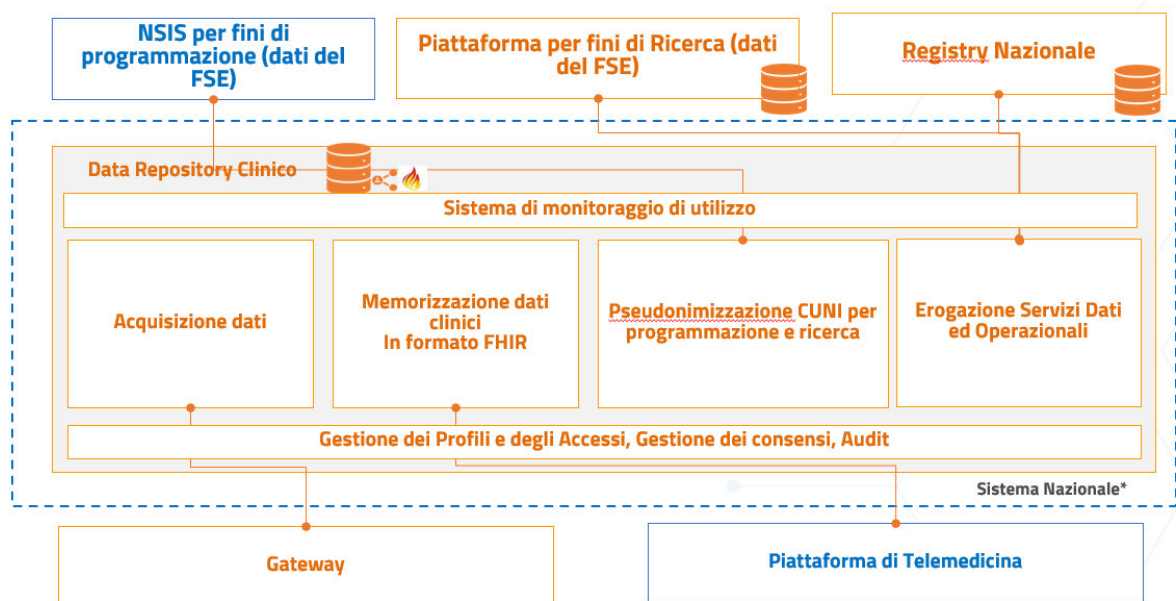 NSIS per fini di
programmazione (dati del
FSE)
Piattaforma per fini di Ricerca (dati
del FSE)
Registry Nazionale
Data Repository Clinico
Sistema di monitoraggio di utilizzo
Acquisizione dati
Memorizzazione dati
clinici
In formato FHIR
Pseudonimizzazione CUNI per
programmazione e ricerca
Erogazione Servizi Dati
ed Operazionali
Gestione dei Profili e degli Accessi, Gestione dei consensi, Audit
Sistema Nazionale*
Gateway
Piattaforma di Telemedicina